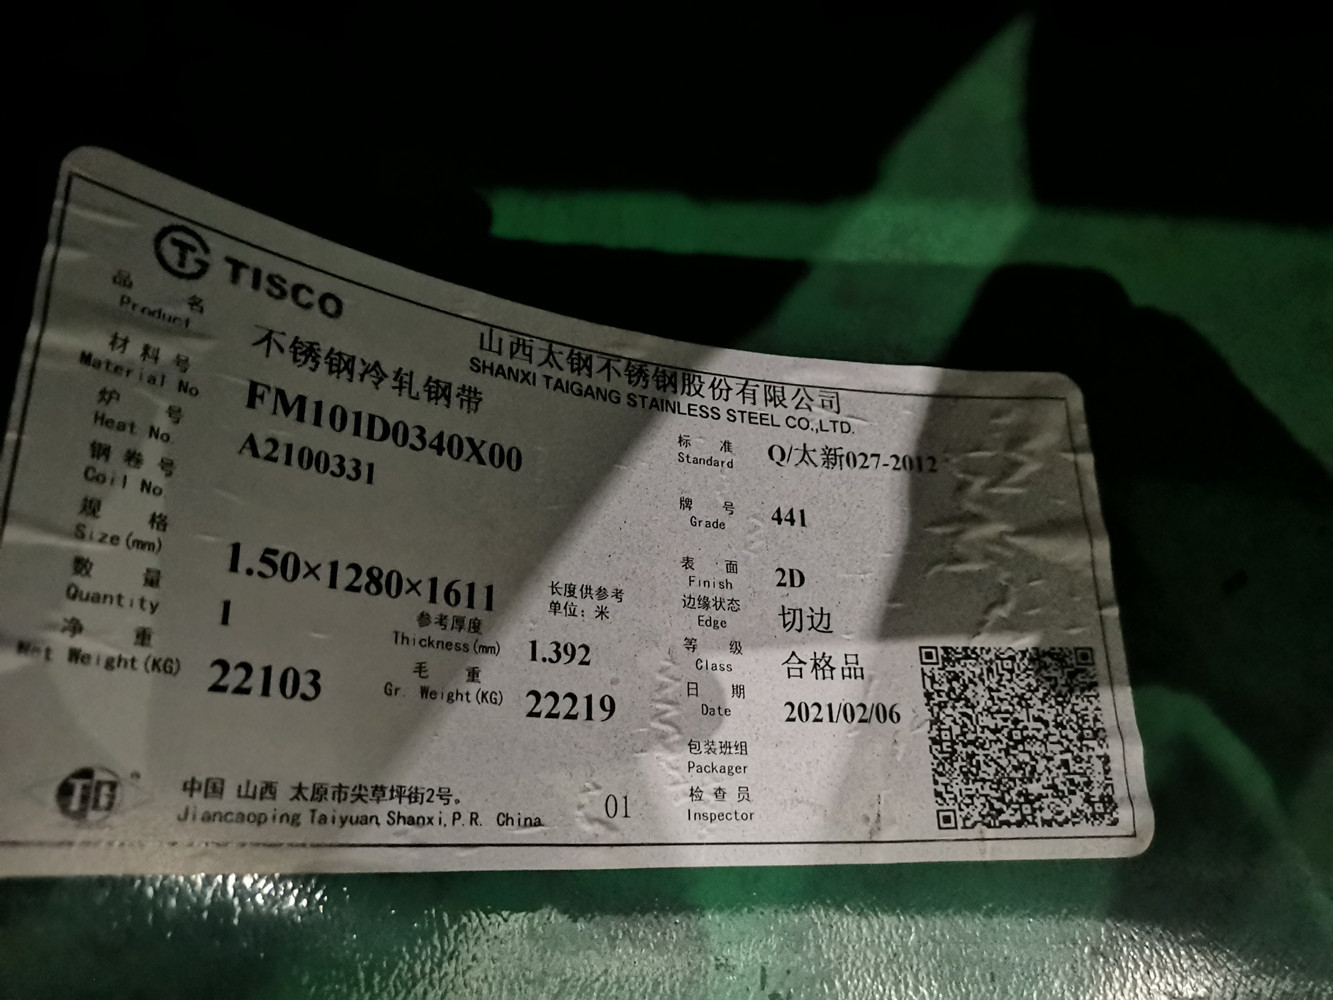 TISCO
山西太钢不锈钢股份有限公司
SHANXI TAIGANG STAINLESS STEEL CO.,LTD.
品 名 不锈钢冷轧钢带
Product
材料号 FM101D0340X00
Material No
炉 号 A2100331
Heat No.
钢卷号
Coil No
规 格 1.50×1280×1611
Size(mm)
长度供参考
单位：米
数 量 1
Quantity
参考厚度 1.392
Thickness(mm)
净 重 22103
Net Weight(KG)
毛 重 22219
Gr. Weight(KG)
标 准 Q/太新027-2012
Standard
牌 号 441
Grade
表 面 2D
Finish
边缘状态 切边
Edge
等 级 合格品
Class
日 期 2021/02/06
Date
包装班组
Packager
检查员
Inspector
中国 山西 太原市尖草坪街2号。
Jiancaoping Taiyuan, Shanxi, P.R. China
01